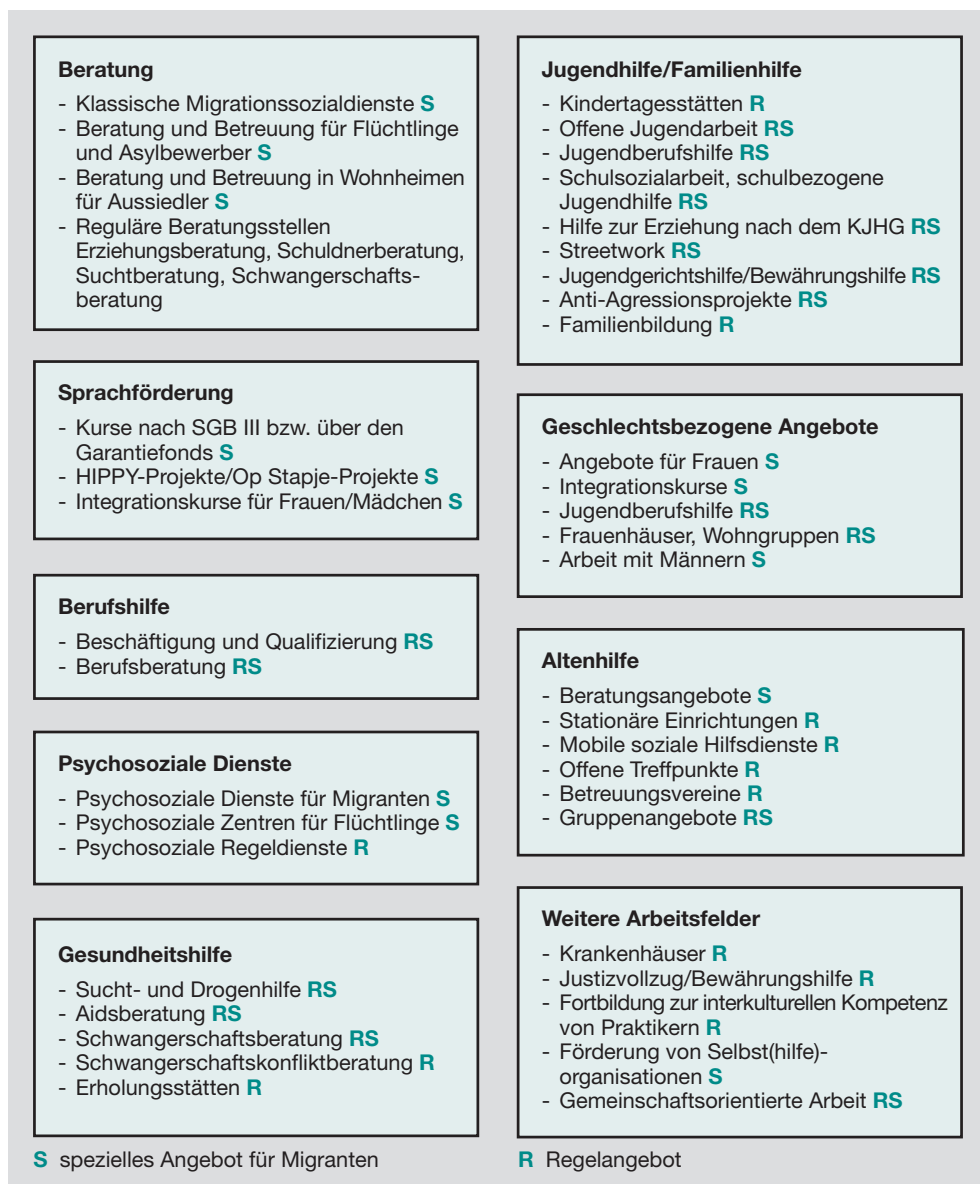 Beratung
- Klassische Migrationssozialdienste S
- Beratung und Betreuung für Flüchtlinge
und Asylbewerber S
- Beratung und Betreuung in Wohnheimen
für Aussiedler S
- Reguläre Beratungsstellen
Erziehungsberatung, Schuldnerberatung,
Suchtberatung, Schwangerschafts-
beratung
Sprachförderung
- Kurse nach SGB III bzw. über den
Garantiefonds S
- HIPPY-Projekte/Op Stapje-Projekte S
- Integrationskurse für Frauen/Mädchen S
Berufshilfe
- Beschäftigung und Qualifizierung RS
- Berufsberatung RS
Psychosoziale Dienste
- Psychosoziale Dienste für Migranten S
- Psychosoziale Zentren für Flüchtlinge S
- Psychosoziale Regeldienste R
Gesundheitshilfe
- Sucht- und Drogenhilfe RS
- Aidsberatung RS
- Schwangerschaftsberatung RS
- Schwangerschaftskonfliktberatung R
- Erholungsstätten R
Jugendhilfe/Familienhilfe
- Kindertagesstätten R
- Offene Jugendarbeit RS
- Jugendberufshilfe RS
- Schulsozialarbeit, schulbezogene
Jugendhilfe RS
- Hilfe zur Erziehung nach dem KJHG RS
- Streetwork RS
- Jugendgerichtshilfe/Bewährungshilfe RS
- Anti-Agressionsprojekte RS
- Familienbildung R
Geschlechtsbezogene Angebote
- Angebote für Frauen S
- Integrationskurse S
- Jugendberufshilfe RS
- Frauenhäuser, Wohngruppen RS
- Arbeit mit Männern S
Altenhilfe
- Beratungsangebote S
- Stationäre Einrichtungen R
- Mobile soziale Hilfsdienste R
- Offene Treffpunkte R
- Betreuungsvereine R
- Gruppenangebote RS
Weitere Arbeitsfelder
- Krankenhäuser R
- Justizvollzug/Bewährungshilfe R
- Fortbildung zur interkulturellen Kompetenz
von Praktikern R
- Förderung von Selbst(hilfe)-
organisationen S
- Gemeinschaftsorientierte Arbeit RS
S spezielles Angebot für Migranten
R Regelangebot